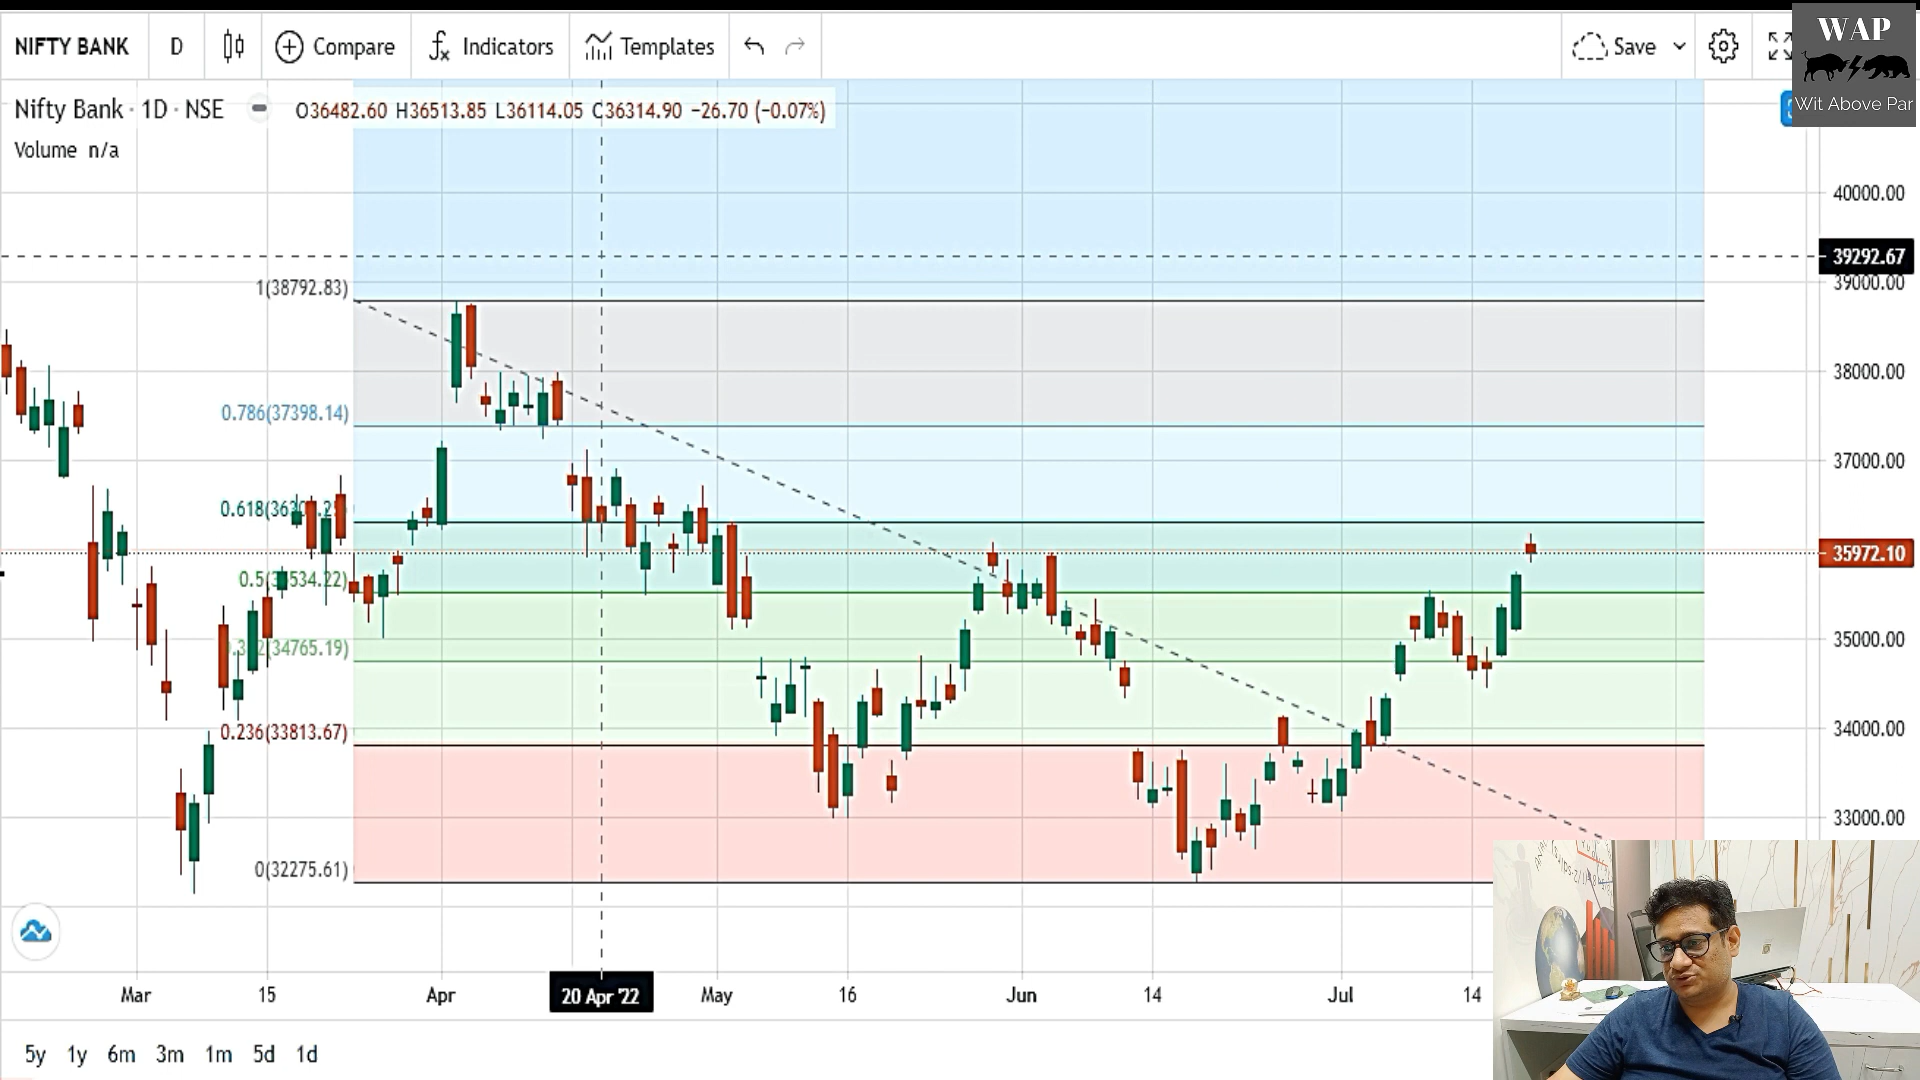 NIFTY BANK D Compare Indicators Templates Save
WAP
Wit Above Par
Nifty Bank · 1D · NSE O36482.60 H36513.85 L36114.05 C36314.90 −26.70 (−0.07%)
Volume n/a
40000.00
39292.67
39000.00
1(38792.83)
38000.00
0.786(37398.14)
37000.00
0.618(36
35972.10
0.5(
534.22)
35000.00
(34765.19)
34000.00
0.236(33813.67)
33000.00
0(32275.61)
Mar 15 Apr 20 Apr '22 May 16 Jun 14 Jul 14
5y 1y 6m 3m 1m 5d 1d